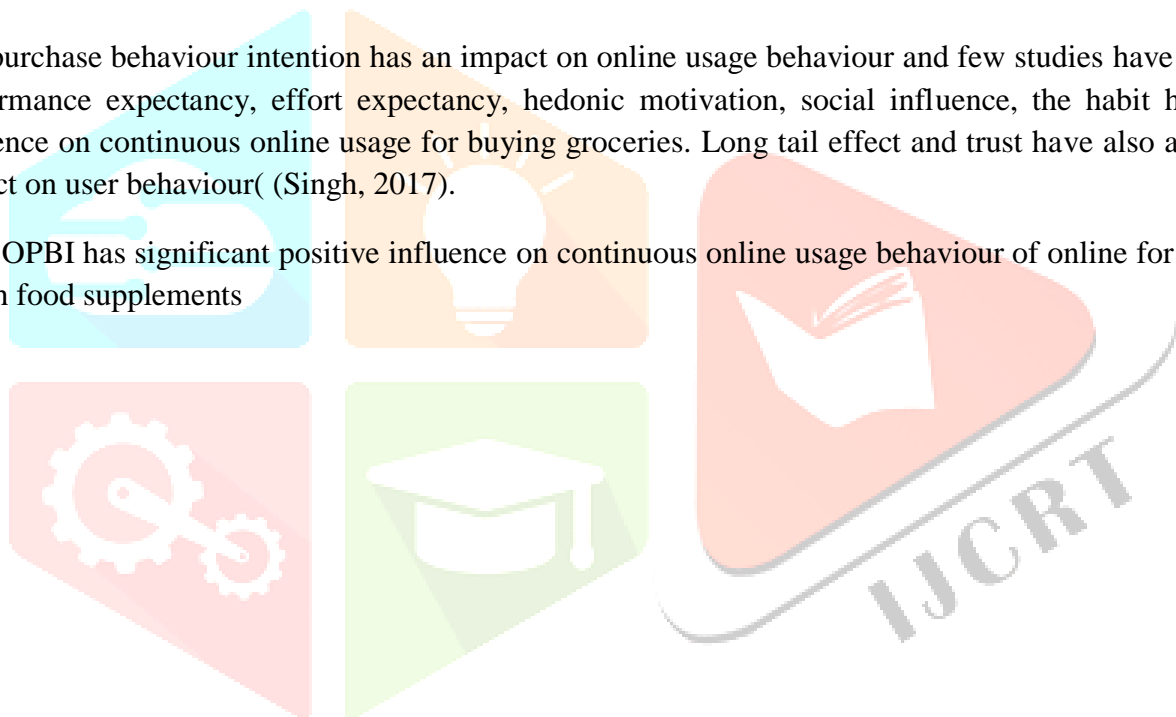 purchase behaviour intention has an impact on online usage behaviour and few studies have
rmance expectancy, effort expectancy, hedonic motivation, social influence, the habit h
ence on continuous online usage for buying groceries. Long tail effect and trust have also a
ct on user behaviour( (Singh, 2017).
OPBI has significant positive influence on continuous online usage behaviour of online for
n food supplements
IJCRT